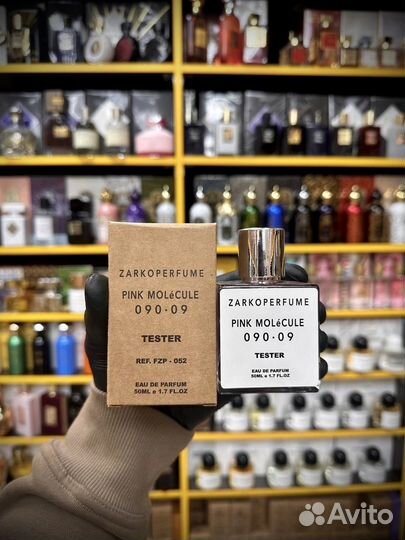 ZARKOPERFUME
PINK MOLéCULE
090·09
TESTER
REF. FZP - 052
EAU DE PARFUM
50ML e 1.7 FL.OZ
ZARKOPERFUME
PINK MOLéCULE
090·09
TESTER
EAU DE PARFUM
50ML e 1.7 FL.OZ
Avito